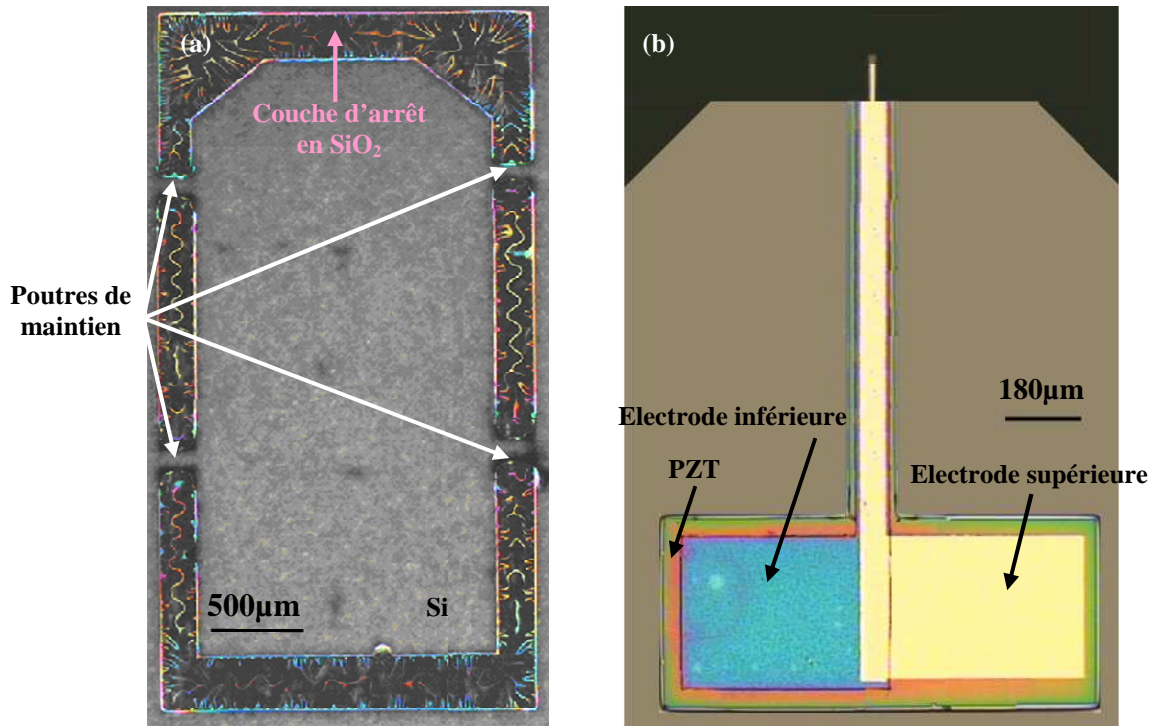 (a)
Couche d'arrêt
en SiO₂
Poutres de
maintien
500µm
Si
(b)
180µm
Electrode inférieure
PZT
Electrode supérieure